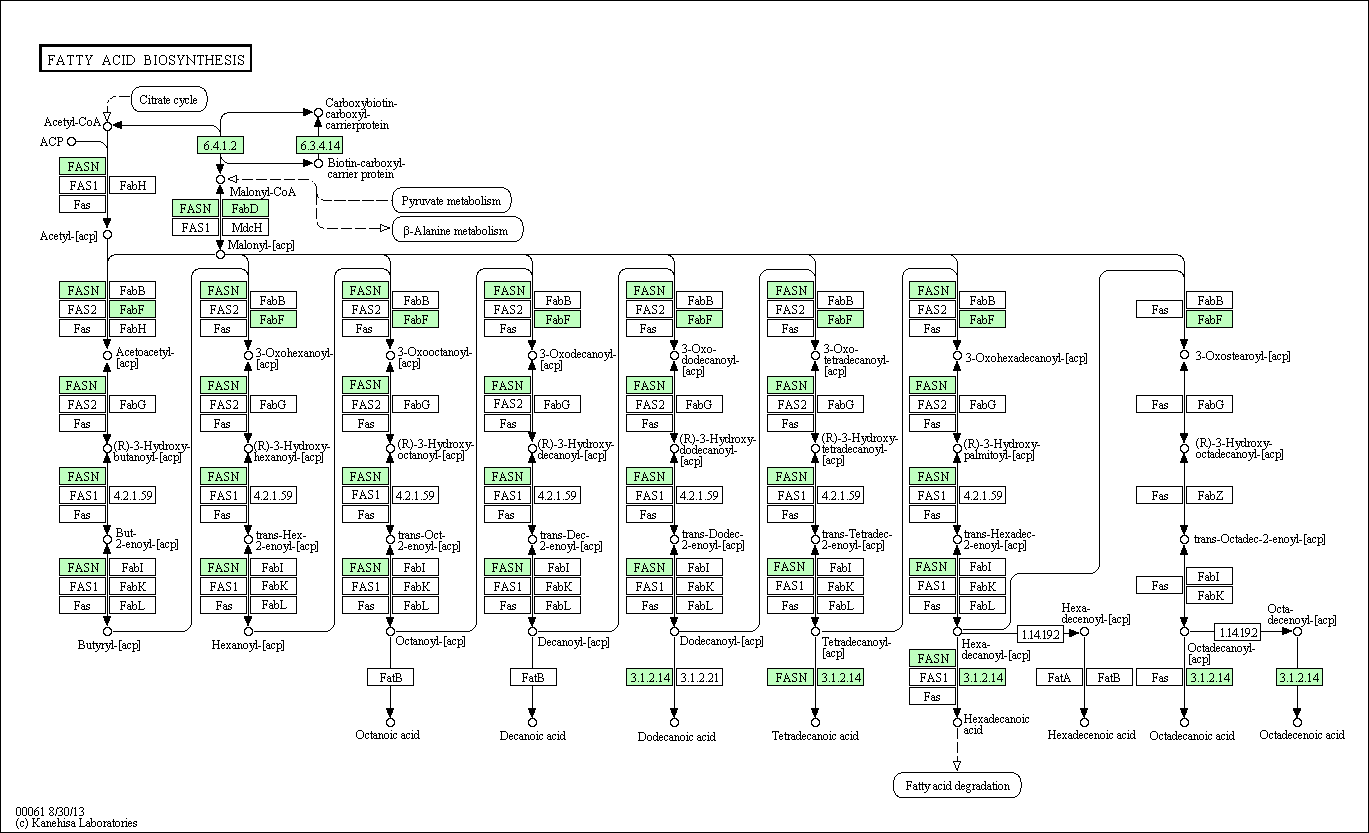 FATTY ACID BIOSYNTHESIS
Citrate cycle
Acetyl-CoA
ACP
Carboxybiotin-
carboxyl-
carrierprotein
6.4.1.2
6.3.4.14
Biotin-carboxyl-
carrier protein
FASN
FAS1
FabH
Fas
Malonyl-CoA
Pyruvate metabolism
FASN
FabD
FAS1
MdcH
β-Alanine metabolism
Acetyl-[acp]
Malonyl-[acp]
FASN
FabB
FAS2
FabF
Fas
FabH
FASN
FAS2
Fas
FabB
FabF
FASN
FAS2
Fas
FabB
FabF
FASN
FAS2
Fas
FabB
FabF
FASN
FAS2
Fas
FabB
FabF
FASN
FAS2
Fas
FabB
FabF
FASN
FAS2
Fas
FabB
FabF
Fas
FabB
FabF
Acetoacetyl-
[acp]
3-Oxohexanoyl-
[acp]
3-Oxooctanoyl-
[acp]
3-Oxodecanoyl-
[acp]
3-Oxo-
dodecanoyl-
[acp]
3-Oxo-
tetradecanoyl-
[acp]
3-Oxohexadecanoyl-[acp]
3-Oxostearoyl-[acp]
FASN
FAS2
FabG
Fas
FASN
FAS2
FabG
Fas
FASN
FAS2
FabG
Fas
FASN
FAS2
FabG
Fas
FASN
FAS2
FabG
Fas
FASN
FAS2
FabG
Fas
FASN
FAS2
FabG
Fas
Fas
FabG
(R)-3-Hydroxy-
butanoyl-[acp]
(R)-3-Hydroxy-
hexanoyl-[acp]
(R)-3-Hydroxy-
octanoyl-[acp]
(R)-3-Hydroxy-
decanoyl-[acp]
(R)-3-Hydroxy-
dodecanoyl-
[acp]
(R)-3-Hydroxy-
tetradecanoyl-
[acp]
(R)-3-Hydroxy-
palmitoyl-[acp]
(R)-3-Hydroxy-
octadecanoyl-[acp]
FASN
FAS1
4.2.1.59
Fas
FASN
FAS1
4.2.1.59
Fas
FASN
FAS1
4.2.1.59
Fas
FASN
FAS1
4.2.1.59
Fas
FASN
FAS1
4.2.1.59
Fas
FASN
FAS1
4.2.1.59
Fas
FASN
FAS1
4.2.1.59
Fas
Fas
FabZ
But-
2-enoyl-[acp]
trans-Hex-
2-enoyl-[acp]
trans-Oct-
2-enoyl-[acp]
trans-Dec-
2-enoyl-[acp]
trans-Dodec-
2-enoyl-[acp]
trans-Tetradec-
2-enoyl-[acp]
trans-Hexadec-
2-enoyl-[acp]
trans-Octadec-2-enoyl-[acp]
FASN
FabI
FAS1
FabK
Fas
FabL
FASN
FabI
FAS1
FabK
Fas
FabL
FASN
FabI
FAS1
FabK
Fas
FabL
FASN
FabI
FAS1
FabK
Fas
FabL
FASN
FabI
FAS1
FabK
Fas
FabL
FASN
FabI
FAS1
FabK
Fas
FabL
FASN
FabI
FAS1
FabK
Fas
FabL
Fas
FabI
FabK
Butyryl-[acp]
Hexanoyl-[acp]
Octanoyl-[acp]
Decanoyl-[acp]
Dodecanoyl-[acp]
Tetradecanoyl-
[acp]
Hexa-
decanoyl-[acp]
1.14.19.2
Hexa-
decenoyl-[acp]
Octadecanoyl-
[acp]
1.14.19.2
Octa-
decenoyl-[acp]
FatB
FatB
3.1.2.14
3.1.2.21
FASN
3.1.2.14
FASN
FAS1
3.1.2.14
Fas
FatA
FatB
Fas
3.1.2.14
3.1.2.14
Octanoic acid
Decanoic acid
Dodecanoic acid
Tetradecanoic acid
Hexadecanoic
acid
Hexadecenoic acid
Octadecanoic acid
Octadecenoic acid
Fatty acid degradation
00061 8/30/13
(c) Kanehisa Laboratories